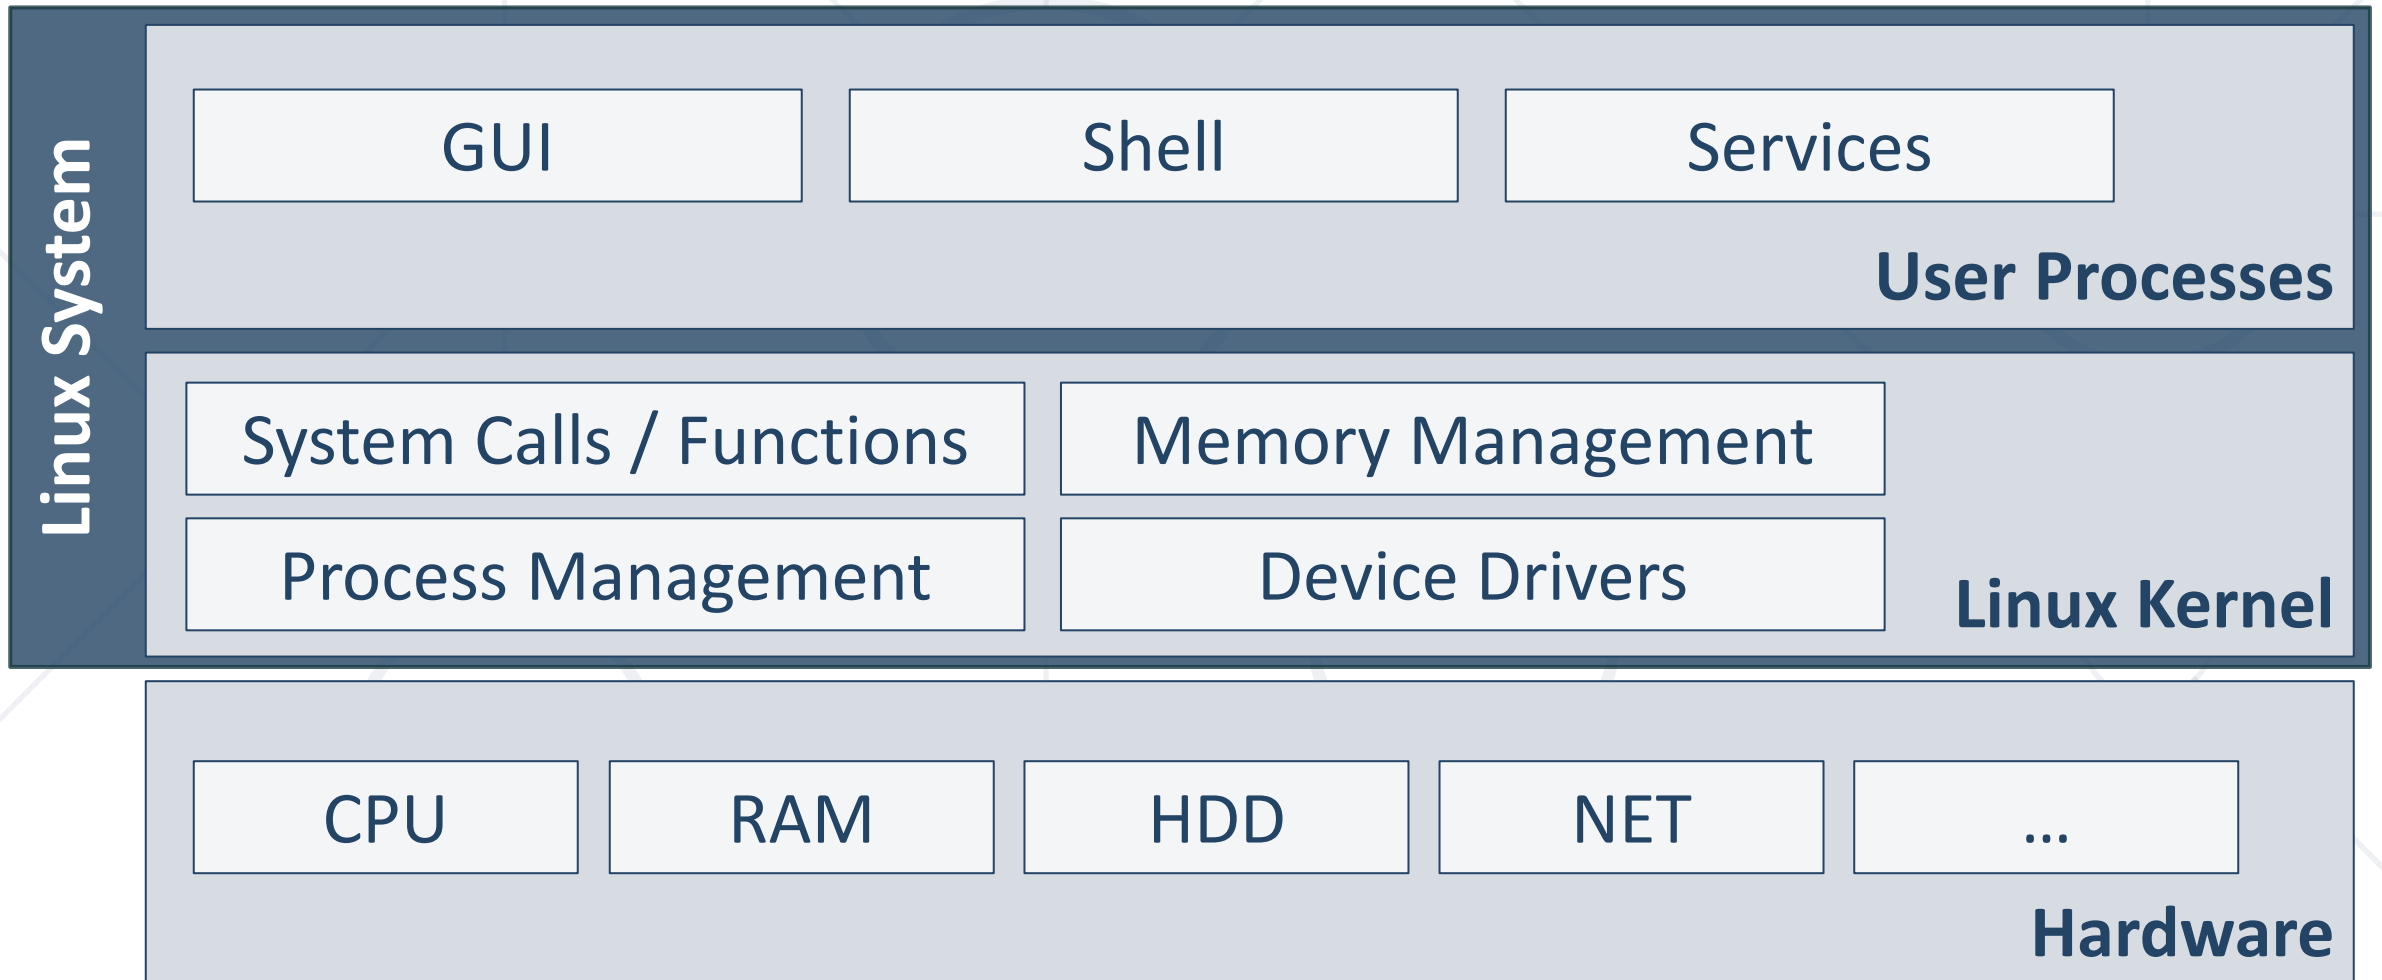 Linux System
GUI
Shell
Services
User Processes
System Calls / Functions
Memory Management
Process Management
Device Drivers
Linux Kernel
CPU
RAM
HDD
NET
...
Hardware